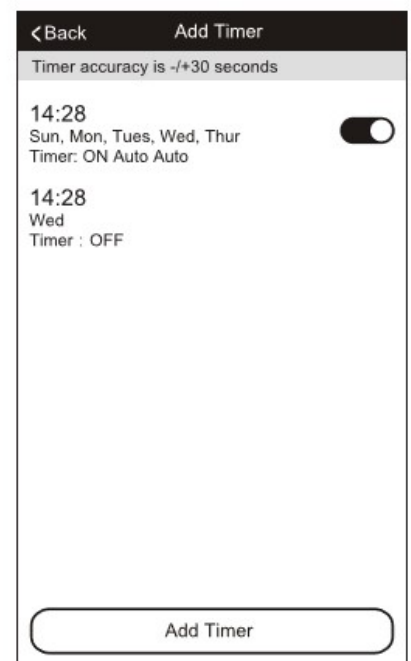 Back Add Timer
Timer accuracy is -/+30 seconds
14:28
Sun, Mon, Tues, Wed, Thur
Timer: ON Auto Auto
14:28
Wed
Timer : OFF
Add Timer